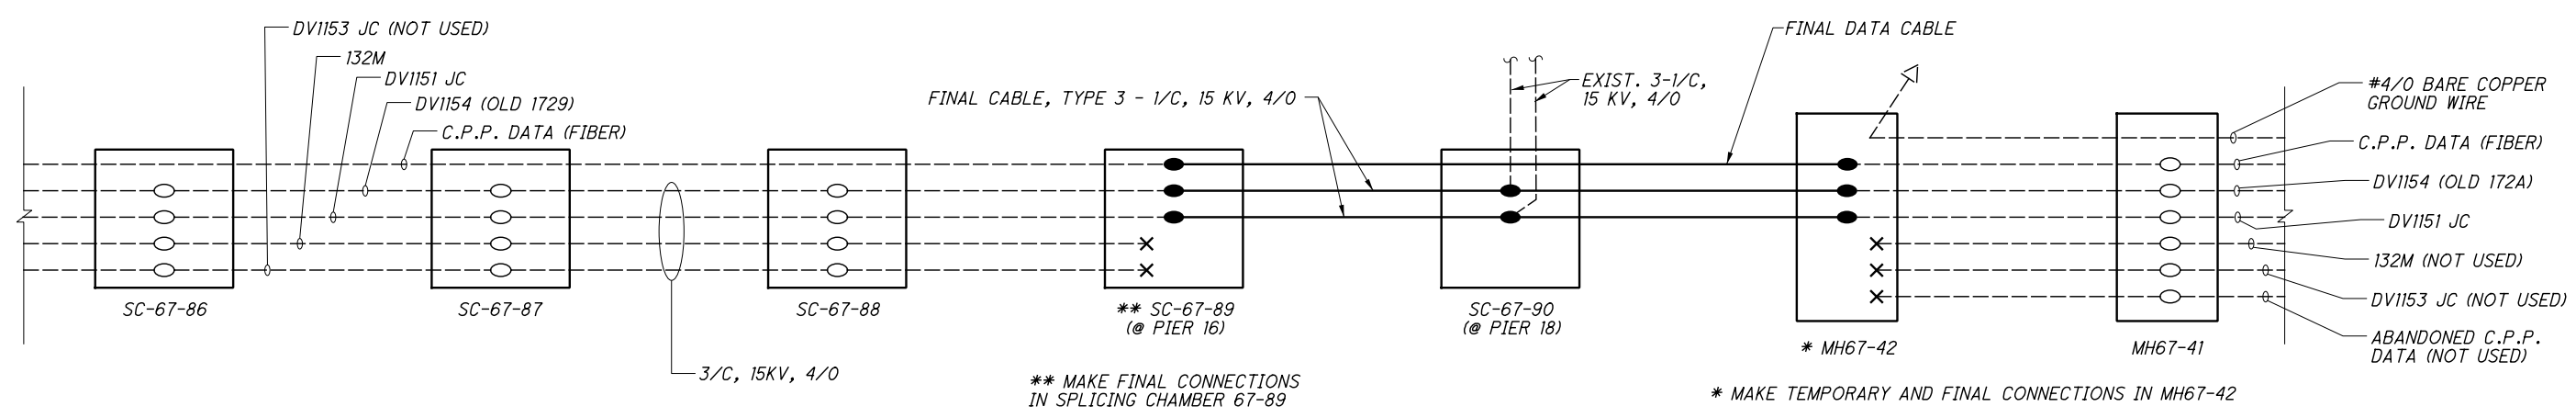 DV1153 JC (NOT USED)
132M
DV1151 JC
DV1154 (OLD 1729)
C.P.P. DATA (FIBER)
FINAL CABLE, TYPE 3 - 1/C, 15 KV, 4/0
EXIST. 3-1/C,
15 KV, 4/0
FINAL DATA CABLE
#4/0 BARE COPPER
GROUND WIRE
C.P.P. DATA (FIBER)
DV1154 (OLD 172A)
DV1151 JC
132M (NOT USED)
DV1153 JC (NOT USED)
ABANDONED C.P.P.
DATA (NOT USED)
SC-67-86
SC-67-87
SC-67-88
** SC-67-89
(@ PIER 16)
SC-67-90
(@ PIER 18)
* MH67-42
MH67-41
3/C, 15KV, 4/0
** MAKE FINAL CONNECTIONS
IN SPLICING CHAMBER 67-89
* MAKE TEMPORARY AND FINAL CONNECTIONS IN MH67-42